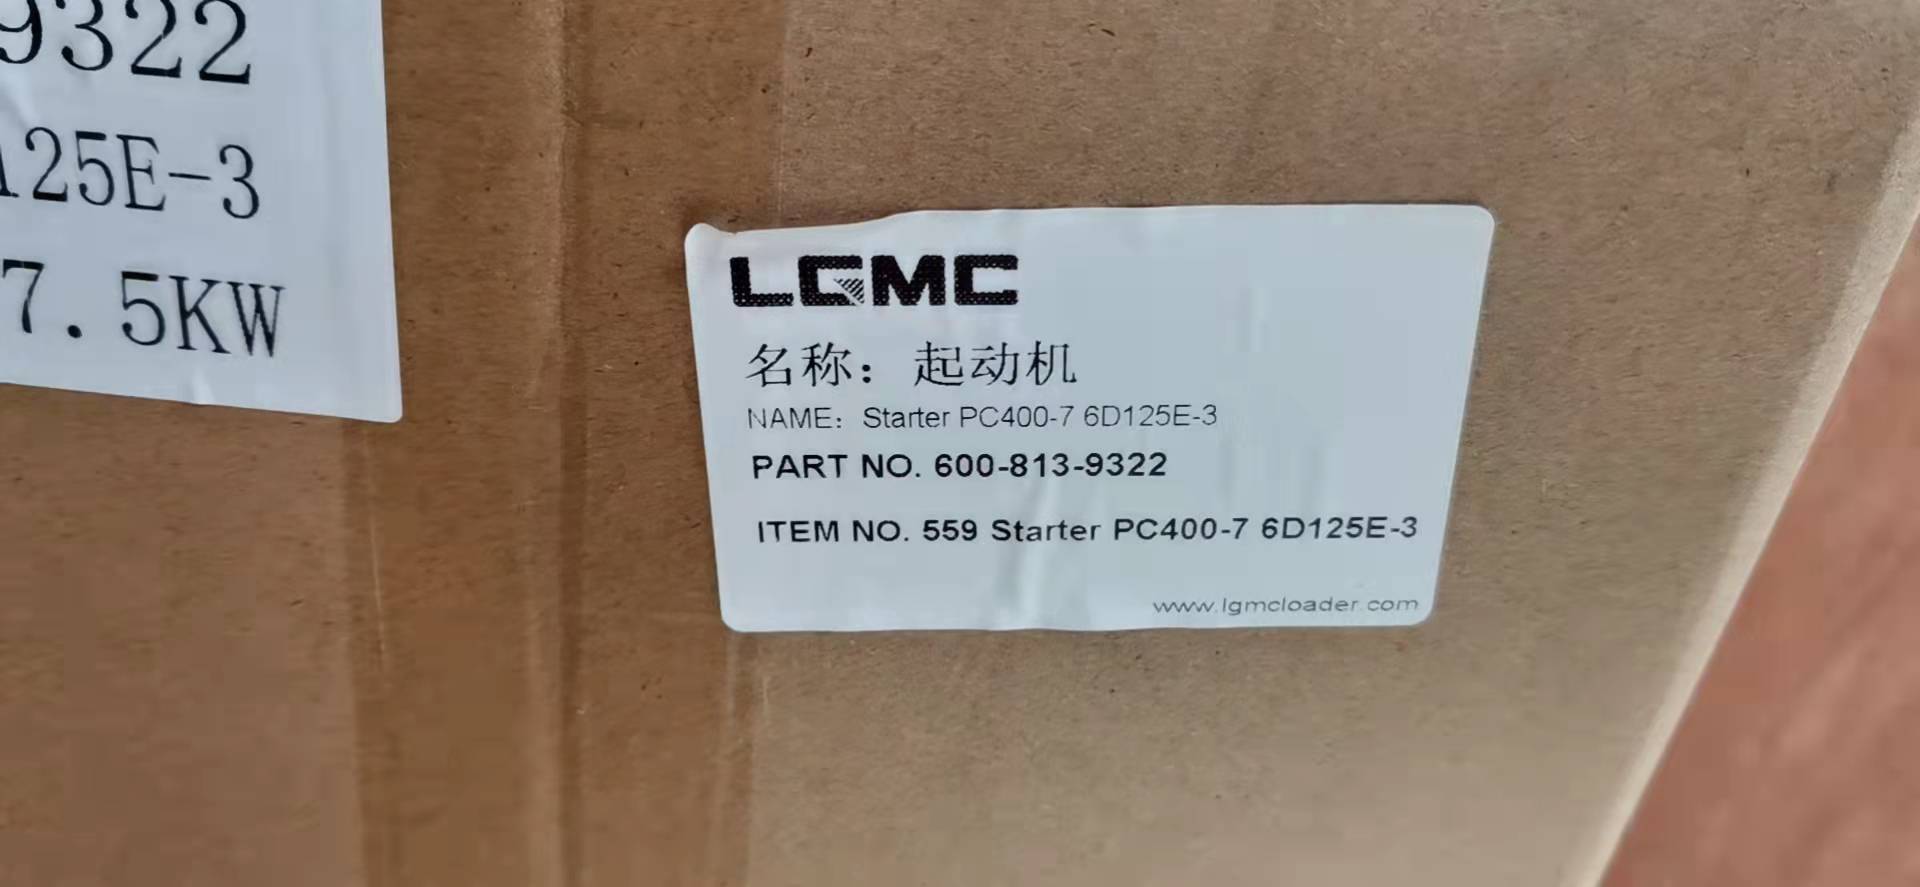 9322
125E-3
7.5KW
LGMC
名称：起动机
NAME：Starter PC400-7 6D125E-3
PART NO. 600-813-9322
ITEM NO. 559 Starter PC400-7 6D125E-3
www.lgmcloader.com